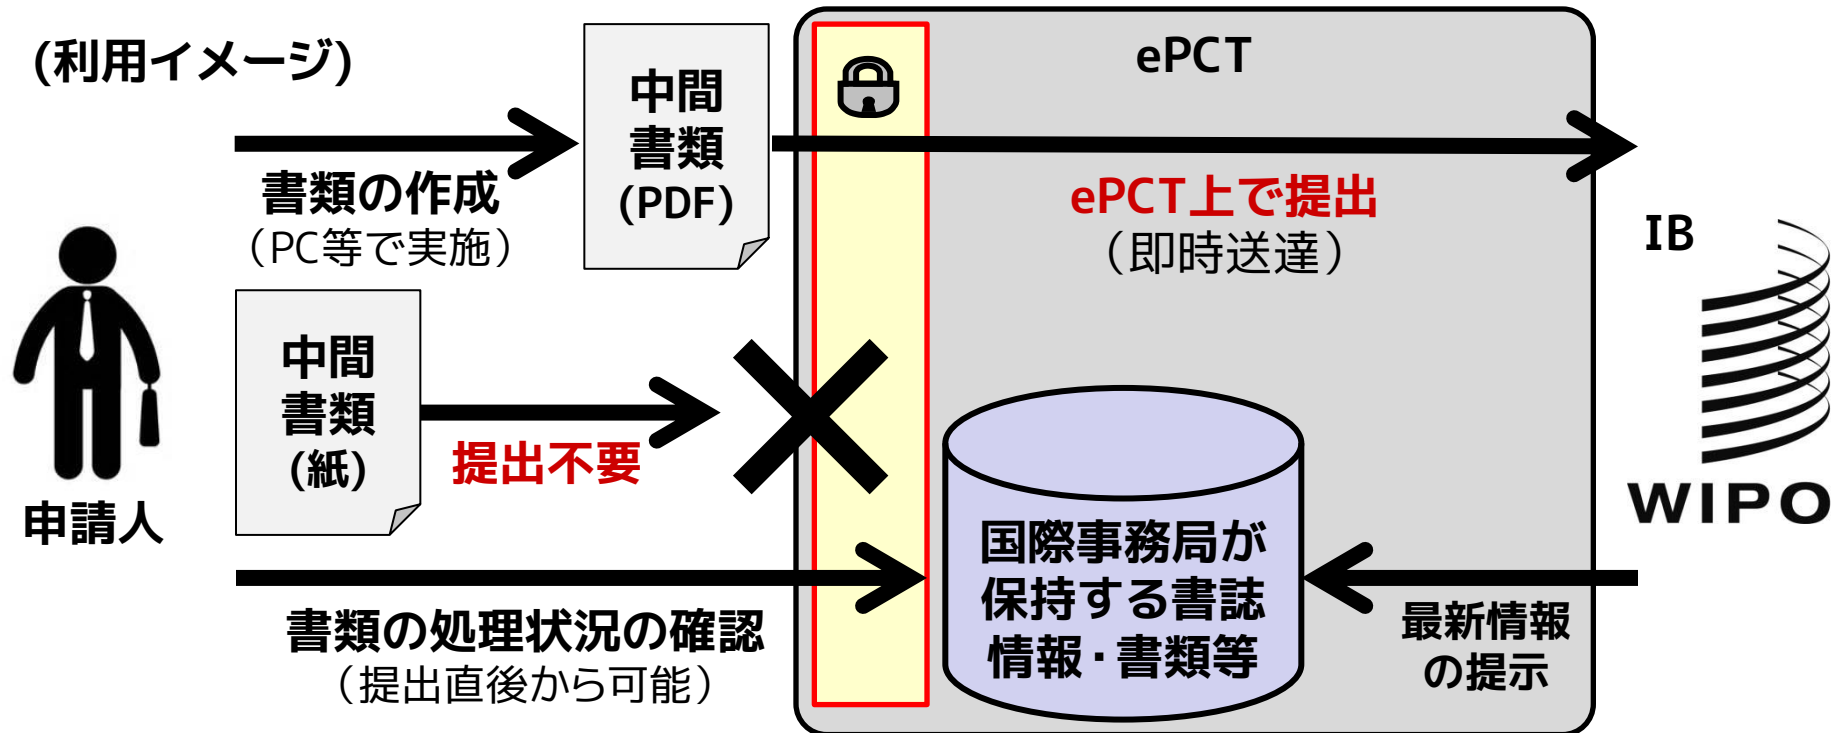 (利用イメージ)
ePCT
中間
書類
(PDF)
書類の作成
（PC等で実施）
ePCT上で提出
（即時送達）
IB
WIPO
申請人
中間
書類
(紙)
提出不要
国際事務局が
保持する書誌
情報・書類等
書類の処理状況の確認
（提出直後から可能）
最新情報
の提示